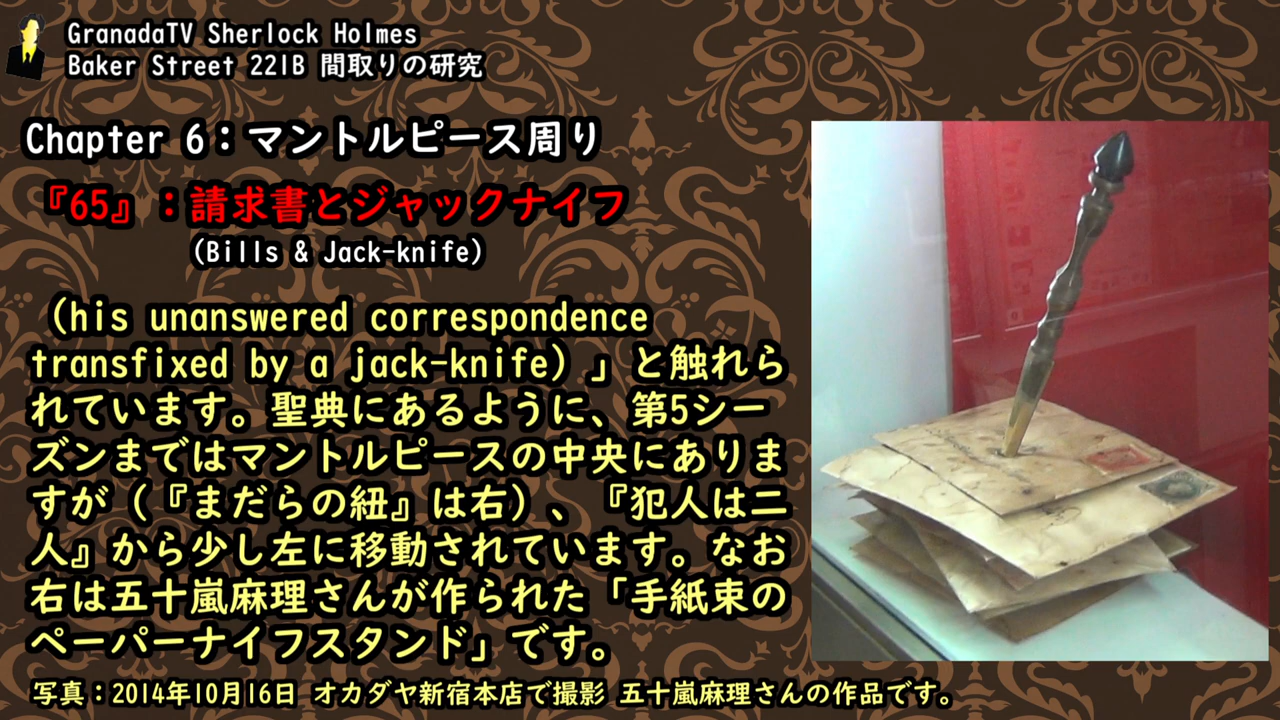 GranadaTV Sherlock Holmes
Baker Street 221B 間取りの研究
Chapter 6：マントルピース周り
『65』：請求書とジャックナイフ
(Bills & Jack-knife)
（his unanswered correspondence
transfixed by a jack-knife）」と触れら
れています。聖典にあるように、第5シー
ズンまではマントルピースの中央にありま
すが（『まだらの紐』は右）、『犯人は二
人』から少し左に移動されています。なお
右は五十嵐麻理さんが作られた「手紙束の
ペーパーナイフスタンド」です。
写真：2014年10月16日 オカダヤ新宿本店で撮影 五十嵐麻理さんの作品です。